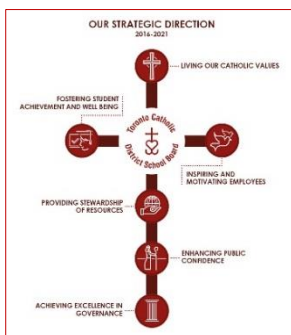 OUR STRATEGIC DIRECTION
2016-2021
LIVING OUR CATHOLIC VALUES
FOSTERING STUDENT
ACHIEVEMENT AND WELL BEING
Toronto Catholic
District School Board
INSPIRING AND
MOTIVATING EMPLOYEES
PROVIDING STEWARDSHIP
OF RESOURCES
ENHANCING PUBLIC
CONFIDENCE
ACHIEVING EXCELLENCE IN
GOVERNANCE